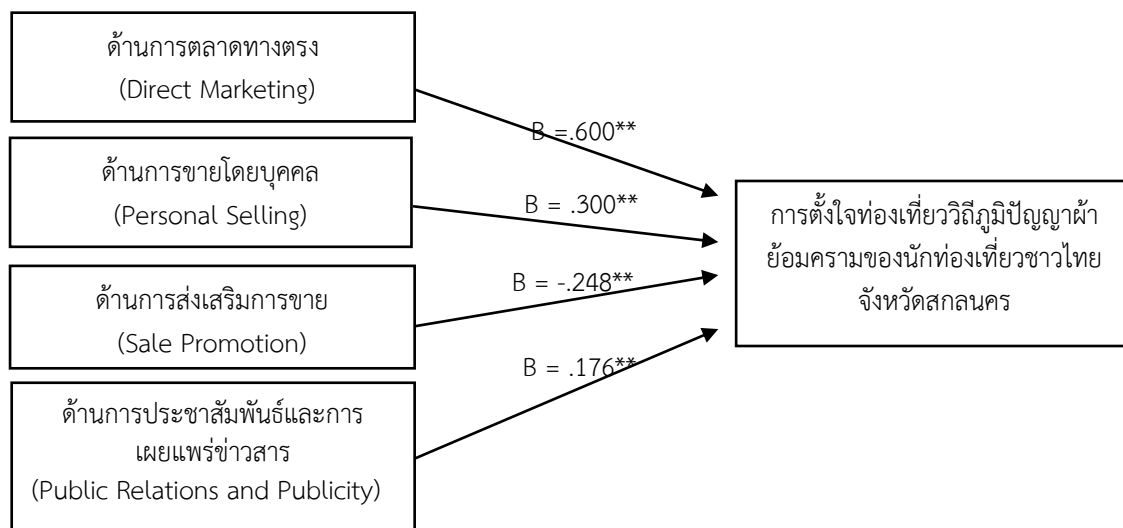 ด้านการตลาดทางตรง
(Direct Marketing)
B =.600**
ด้านการขายโดยบุคคล
(Personal Selling)
B = .300**
ด้านการส่งเสริมการขาย
(Sale Promotion)
B = -.248**
ด้านการประชาสัมพันธ์และการ
เผยแพร่ข่าวสาร
(Public Relations and Publicity)
B = .176**
การตั้งใจท่องเที่ยววิถีภูมิปัญญาผ้า
ย้อมครามของนักท่องเที่ยวชาวไทย
จังหวัดสกลนคร